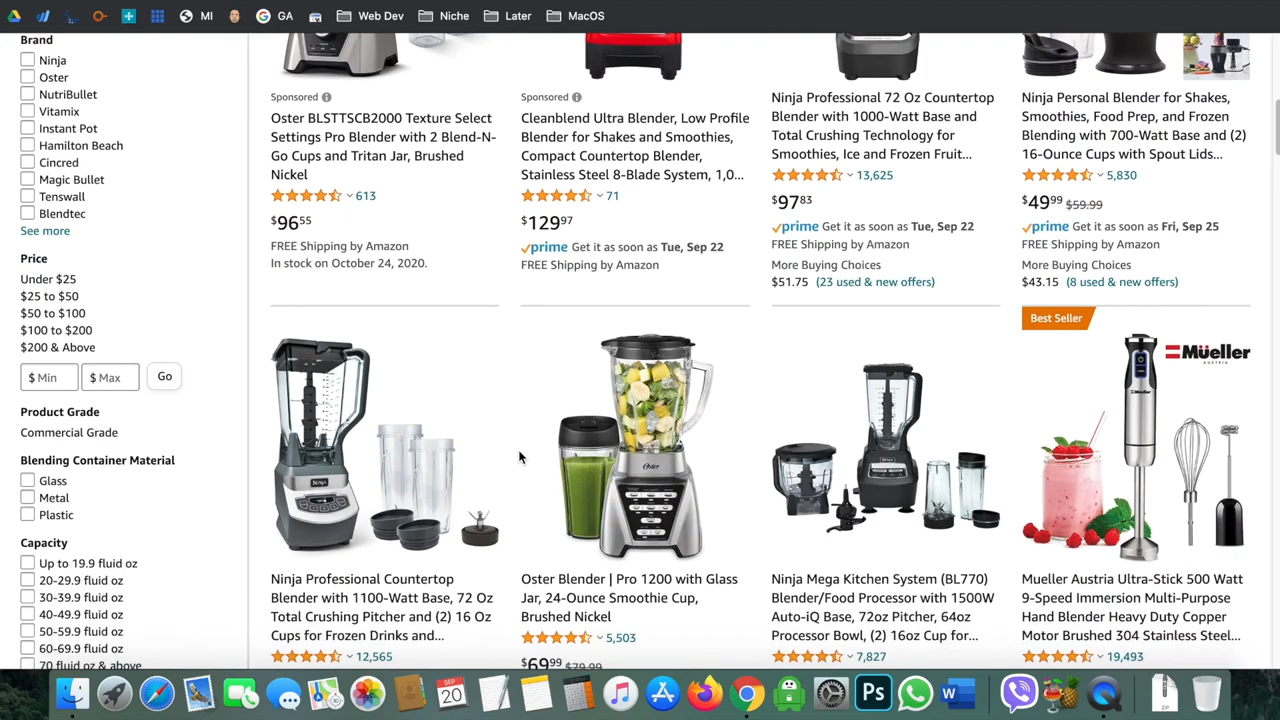 MI
GA
Web Dev
Niche
Later
MacOS
Brand
Ninja
Oster
NutriBullet
Vitamix
Instant Pot
Hamilton Beach
Cincred
Magic Bullet
Tenswall
Blendtec
See more
Price
Under $25
$25 to $50
$50 to $100
$100 to $200
$200 & Above
$ Min
$ Max
Go
Product Grade
Commercial Grade
Blending Container Material
Glass
Metal
Plastic
Capacity
Up to 19.9 fluid oz
20-29.9 fluid oz
30-39.9 fluid oz
40-49.9 fluid oz
50-59.9 fluid oz
60-69.9 fluid oz
70 fluid oz & above
Sponsored
Oster BLSTTSCB2000 Texture Select
Settings Pro Blender with 2 Blend-N-
Go Cups and Tritan Jar, Brushed
Nickel
613
$9655
FREE Shipping by Amazon
In stock on October 24, 2020.
Sponsored
Cleanblend Ultra Blender, Low Profile
Blender for Shakes and Smoothies,
Compact Countertop Blender,
Stainless Steel 8-Blade System, 1,0...
71
$12997
prime Get it as soon as Tue, Sep 22
FREE Shipping by Amazon
Ninja Professional 72 Oz Countertop
Blender with 1000-Watt Base and
Total Crushing Technology for
Smoothies, Ice and Frozen Fruit...
13,625
$9783
prime Get it as soon as Tue, Sep 22
FREE Shipping by Amazon
More Buying Choices
$51.75 (23 used & new offers)
Ninja Personal Blender for Shakes,
Smoothies, Food Prep, and Frozen
Blending with 700-Watt Base and (2)
16-Ounce Cups with Spout Lids...
5,830
$4999 $59.99
prime Get it as soon as Fri, Sep 25
FREE Shipping by Amazon
More Buying Choices
$43.15 (8 used & new offers)
Best Seller
NINJA
Oster
Müeller
Ninja Professional Countertop
Blender with 1100-Watt Base, 72 Oz
Total Crushing Pitcher and (2) 16 Oz
Cups for Frozen Drinks and...
12,565
Oster Blender | Pro 1200 with Glass
Jar, 24-Ounce Smoothie Cup,
Brushed Nickel
5,503
$6999 $79.99
Ninja Mega Kitchen System (BL770)
Blender/Food Processor with 1500W
Auto-iQ Base, 72oz Pitcher, 64oz
Processor Bowl, (2) 16oz Cup for...
7,827
Mueller Austria Ultra-Stick 500 Watt
9-Speed Immersion Multi-Purpose
Hand Blender Heavy Duty Copper
Motor Brushed 304 Stainless Steel...
19,493
SEP
20
Ps
W
ZIP